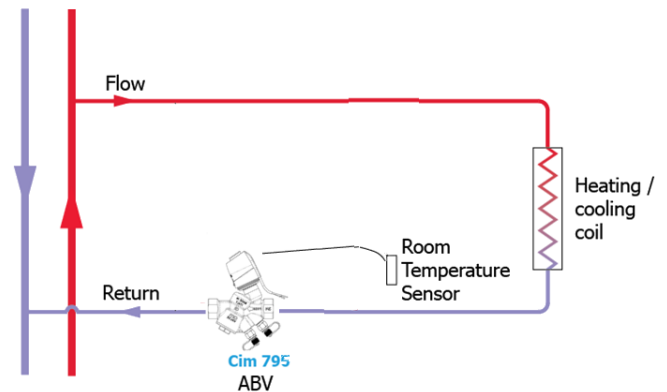 Flow
Heating /
cooling
coil
Room
Temperature
Sensor
Return
Cim 795
ABV